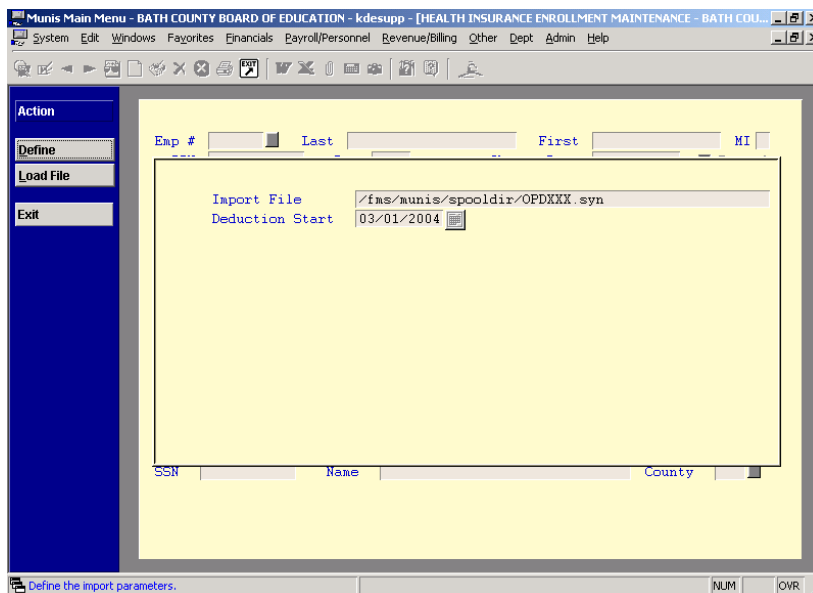 Munis Main Menu - BATH COUNTY BOARD OF EDUCATION - kdesupp - [HEALTH INSURANCE ENROLLMENT MAINTENANCE - BATH COU...
System Edit Windows Favorites Financials Payroll/Personnel Revenue/Billing Other Dept Admin Help
EXIT
Action
Define
Load File
Exit
Emp # Last First MI
Import File /fms/munis/spooldir/OPDXXX.syn
Deduction Start 03/01/2004
SSN Name County
Define the import parameters. NUM OVR